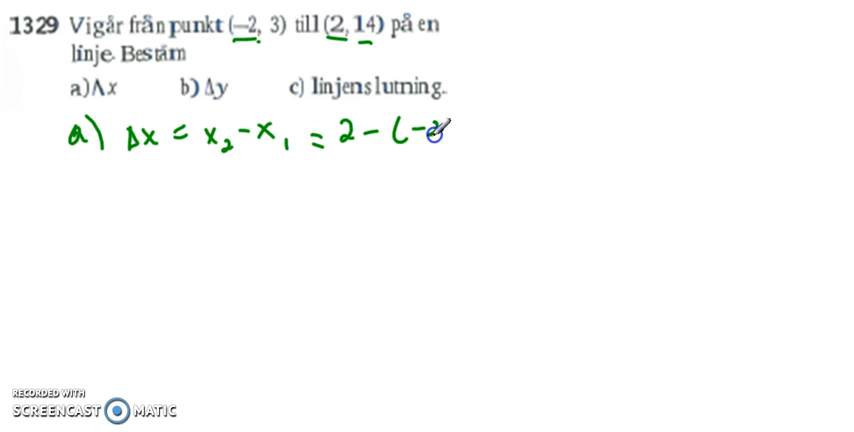 1329 Vi går från punkt (–2, 3) till (2, 14) på en
linje. Bestäm
a) Δx b) Δy c) linjens lutning.
a) Δx = x₂ - x₁ = 2 - (-2
RECORDED WITH
SCREENCAST MATIC